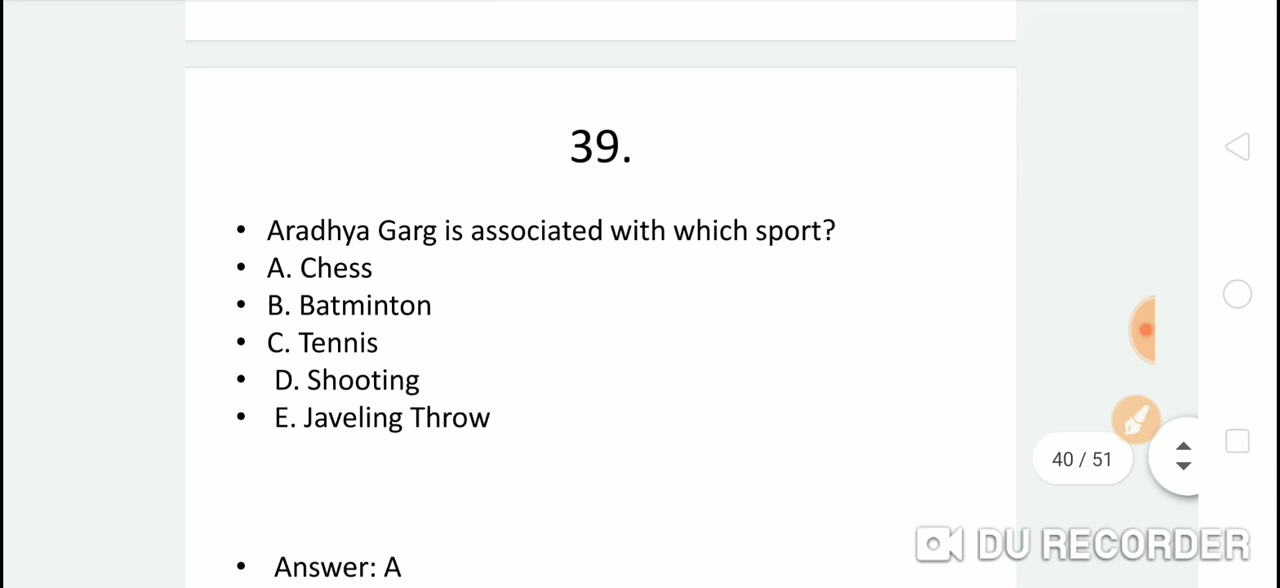 39.
• Aradhya Garg is associated with which sport?
• A. Chess
• B. Batminton
• C. Tennis
• D. Shooting
• E. Javeling Throw
40 / 51
DU RECORDER
• Answer: A